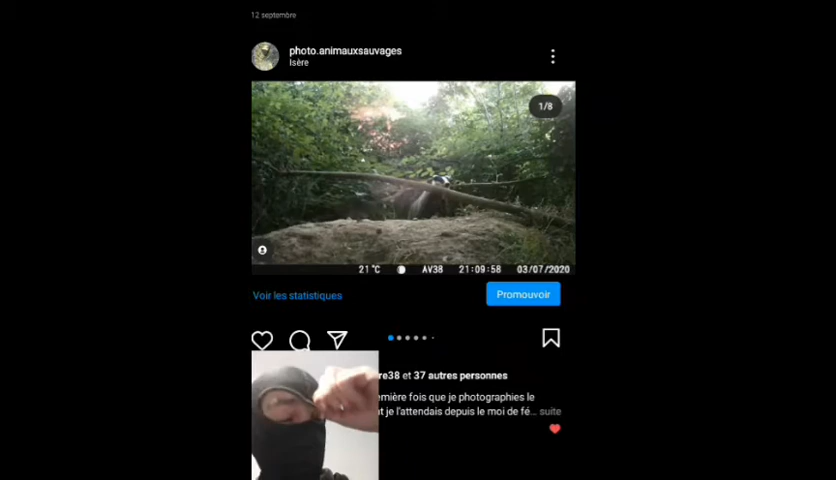 12 septembre
photo.animauxsauvages
Isère
1/8
21°C AV38 21:09:58 03/07/2020
Voir les statistiques
Promouvoir
re38 et 37 autres personnes
emière fois que je photographies le
nt je l'attendais depuis le moi de fé... suite